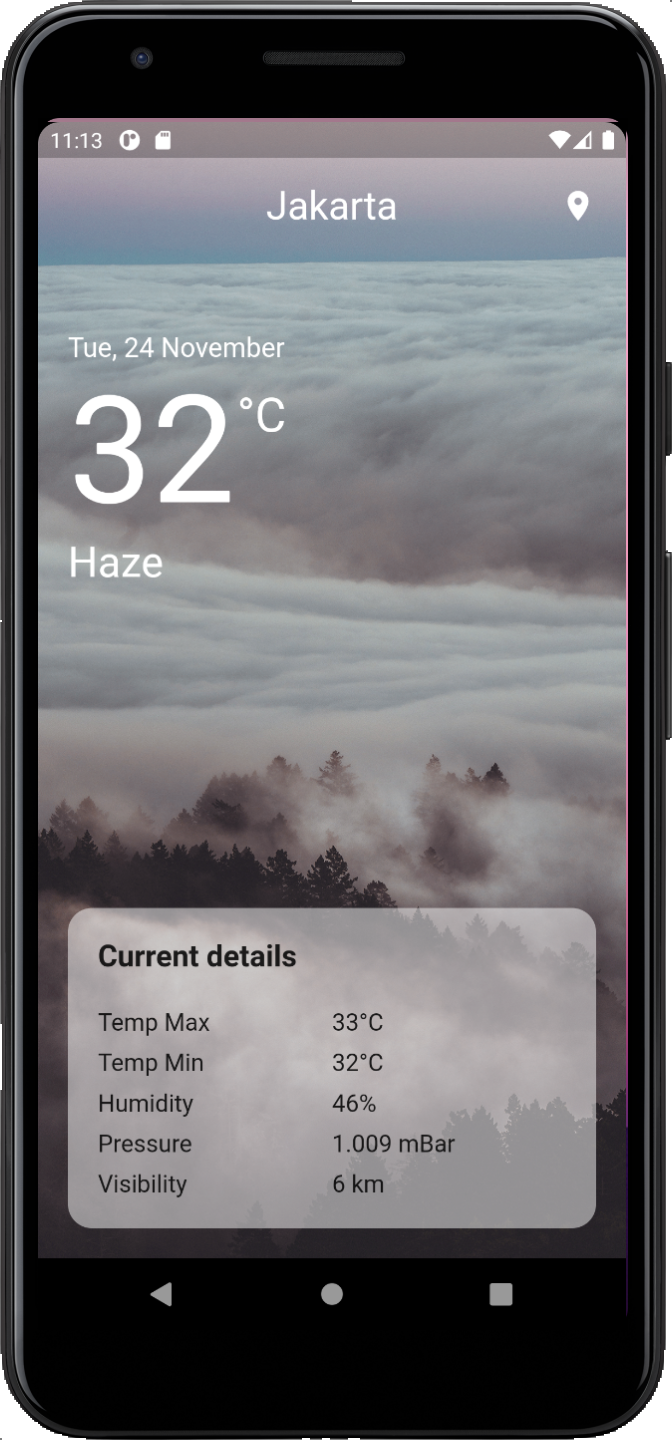 11:13
Jakarta
Tue, 24 November
32°C
Haze
Current details
Temp Max 33°C
Temp Min 32°C
Humidity 46%
Pressure 1.009 mBar
Visibility 6 km